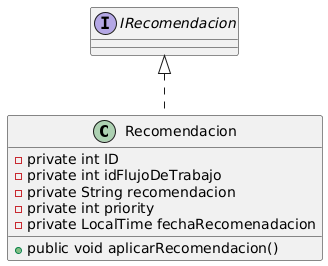 I IRecomendacion
C Recomendacion
private int ID
private int idFlujoDeTrabajo
private String recomendacion
private int priority
private LocalTime fechaRecomenadacion
public void aplicarRecomendacion()